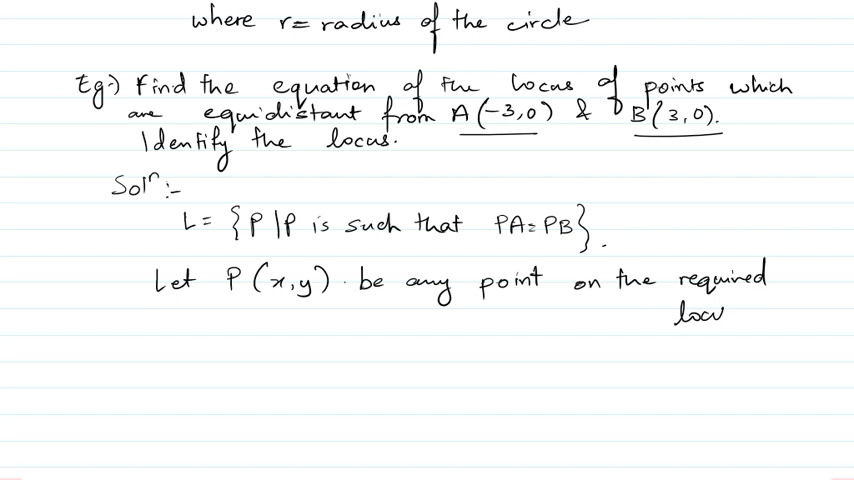 where r= radius of the circle
Eg:-) Find the equation of the locus of points which
are equidistant from A(-3,0) & B(3,0).
Identify the locus.
Solⁿ:-
L = {P | P is such that PA = PB}.
Let P(x,y) be any point on the required
locu